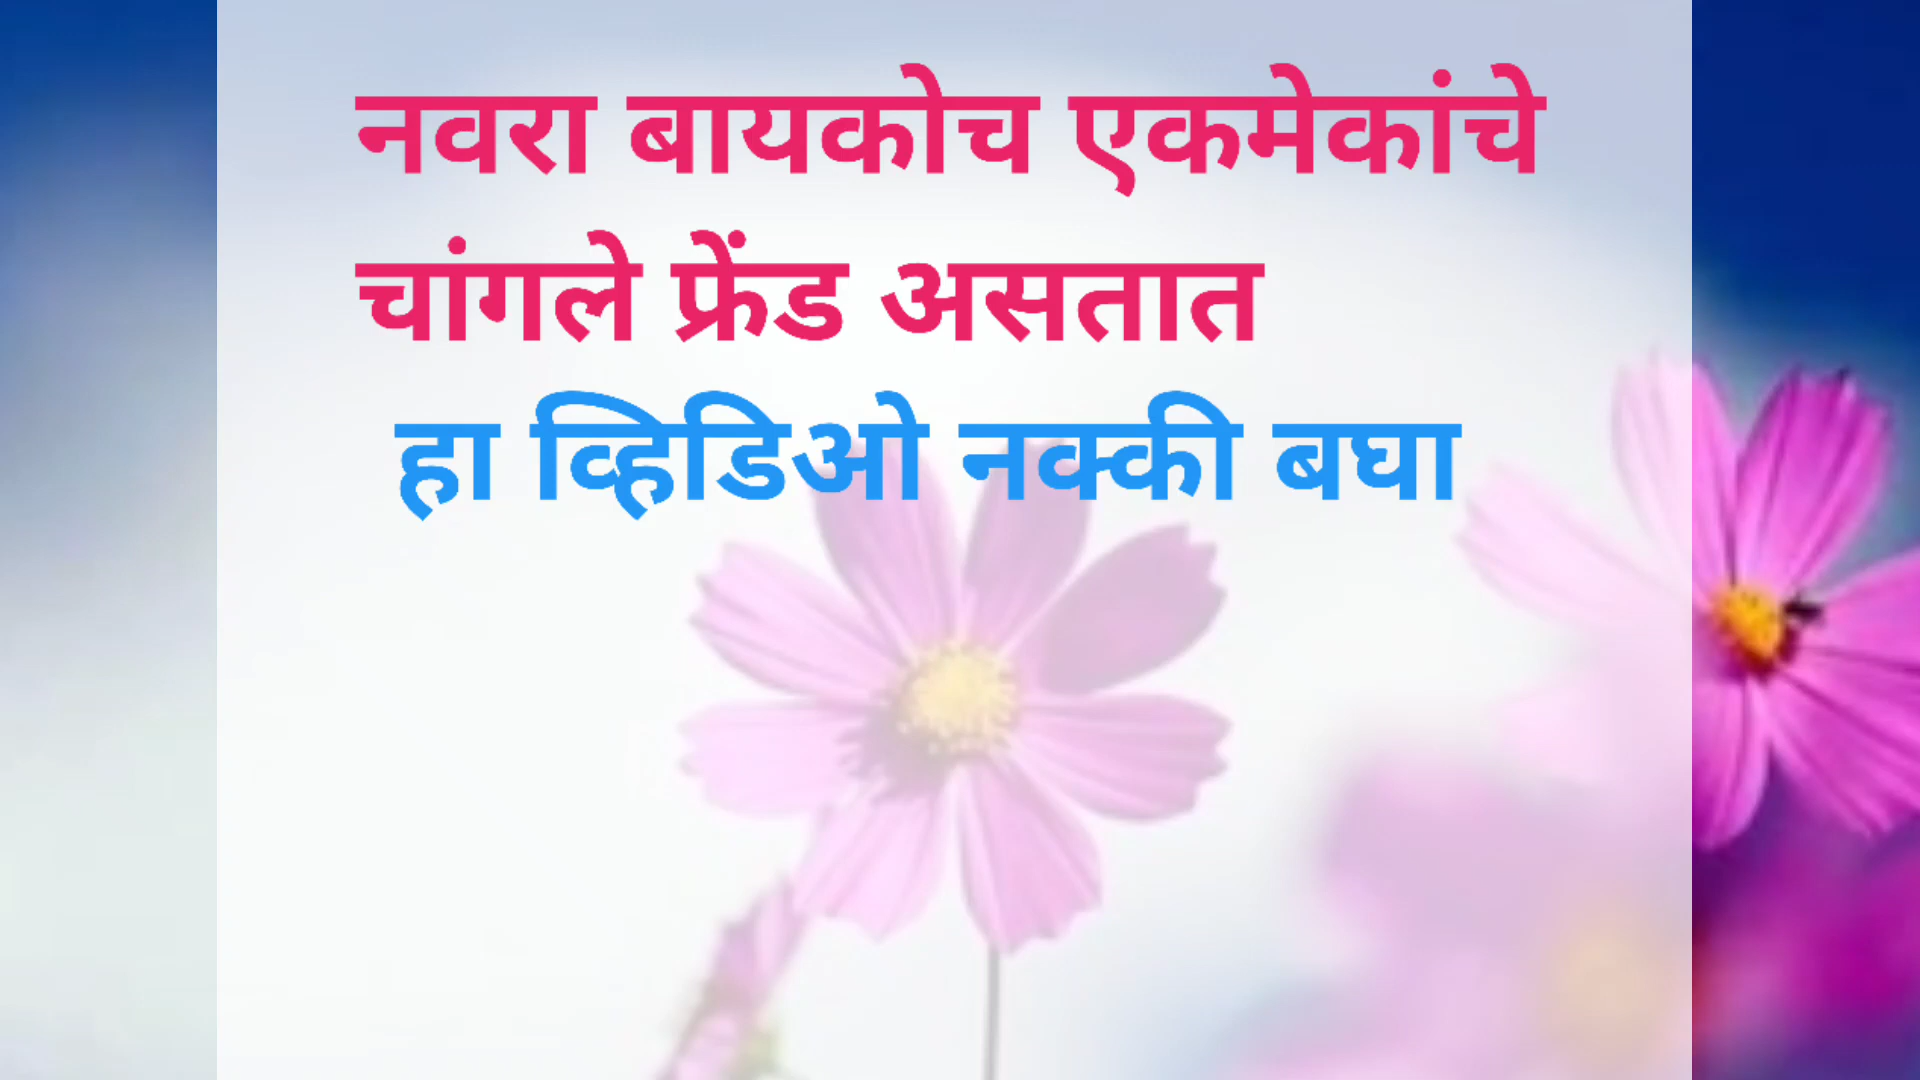 नवरा बायकोच एकमेकांचे
चांगले फ्रेंड असतात
हा व्हिडिओ नक्की बघा